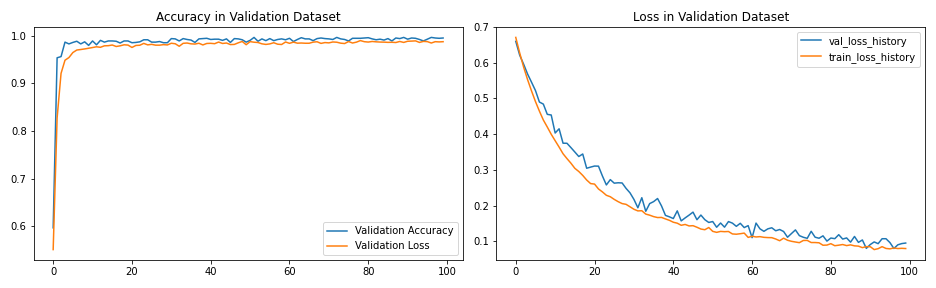 Accuracy in Validation Dataset
1.0
0.9
0.8
0.7
0.6
0 20 40 60 80 100
Validation Accuracy
Validation Loss
Loss in Validation Dataset
0.7
0.6
0.5
0.4
0.3
0.2
0.1
0 20 40 60 80 100
val_loss_history
train_loss_history